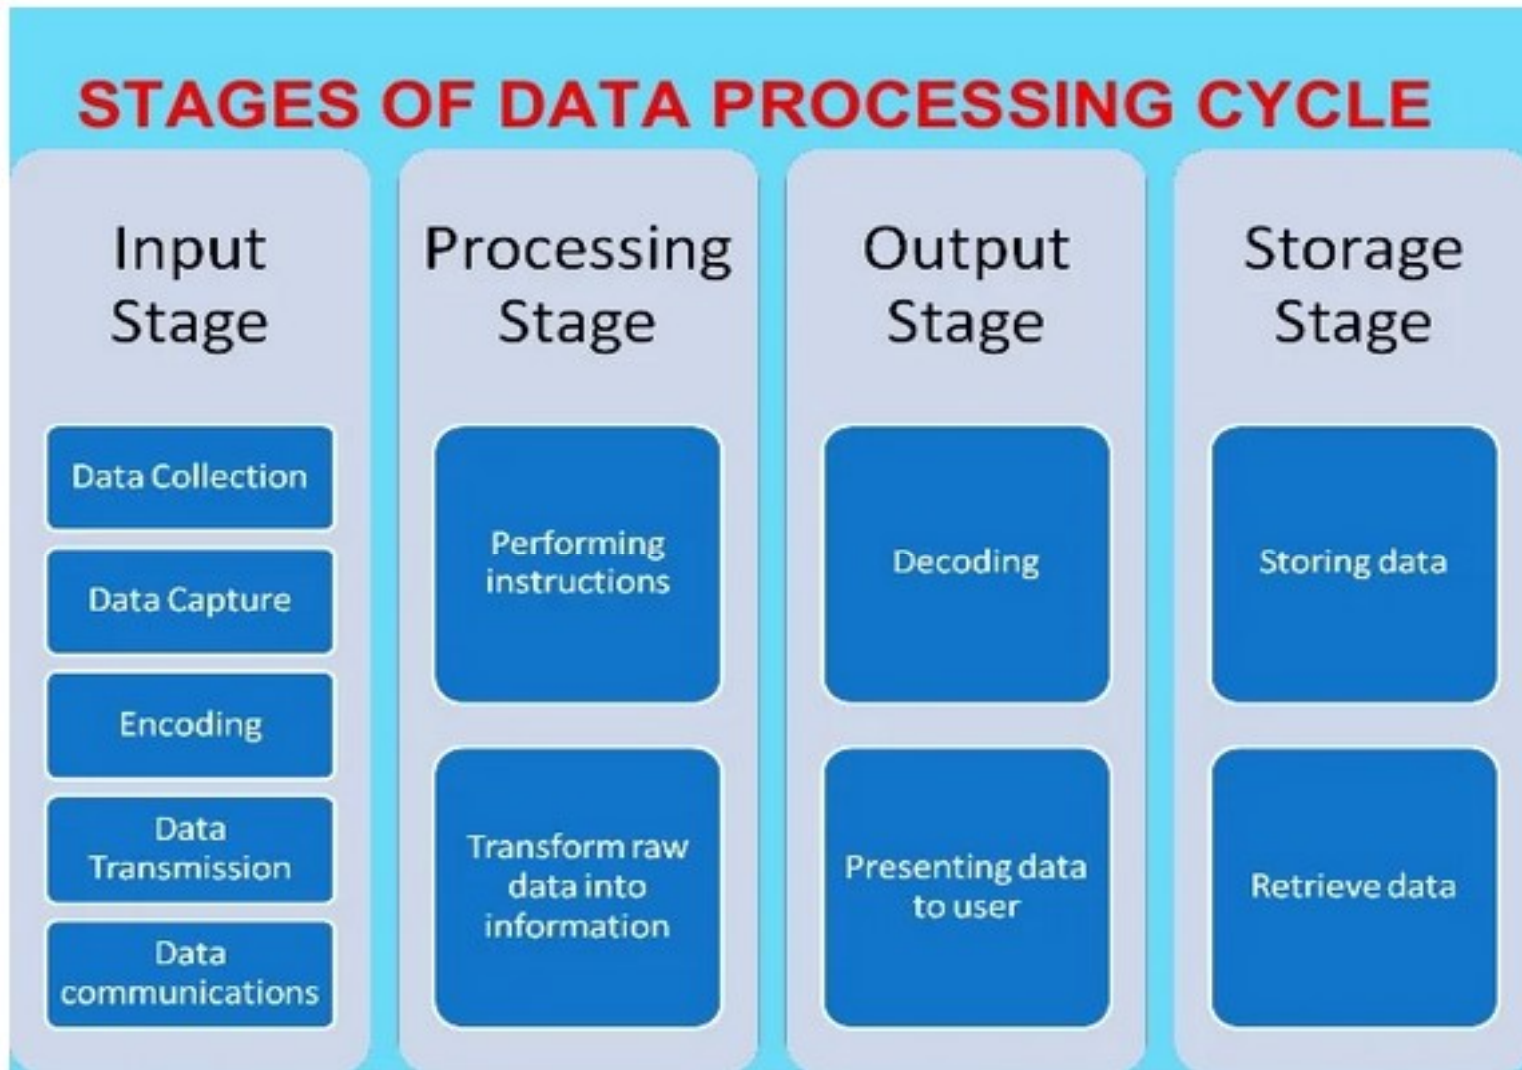 STAGES OF DATA PROCESSING CYCLE
Input
Stage
Data Collection
Data Capture
Encoding
Data
Transmission
Data
communications
Processing
Stage
Performing
instructions
Transform raw
data into
information
Output
Stage
Decoding
Presenting data
to user
Storage
Stage
Storing data
Retrieve data